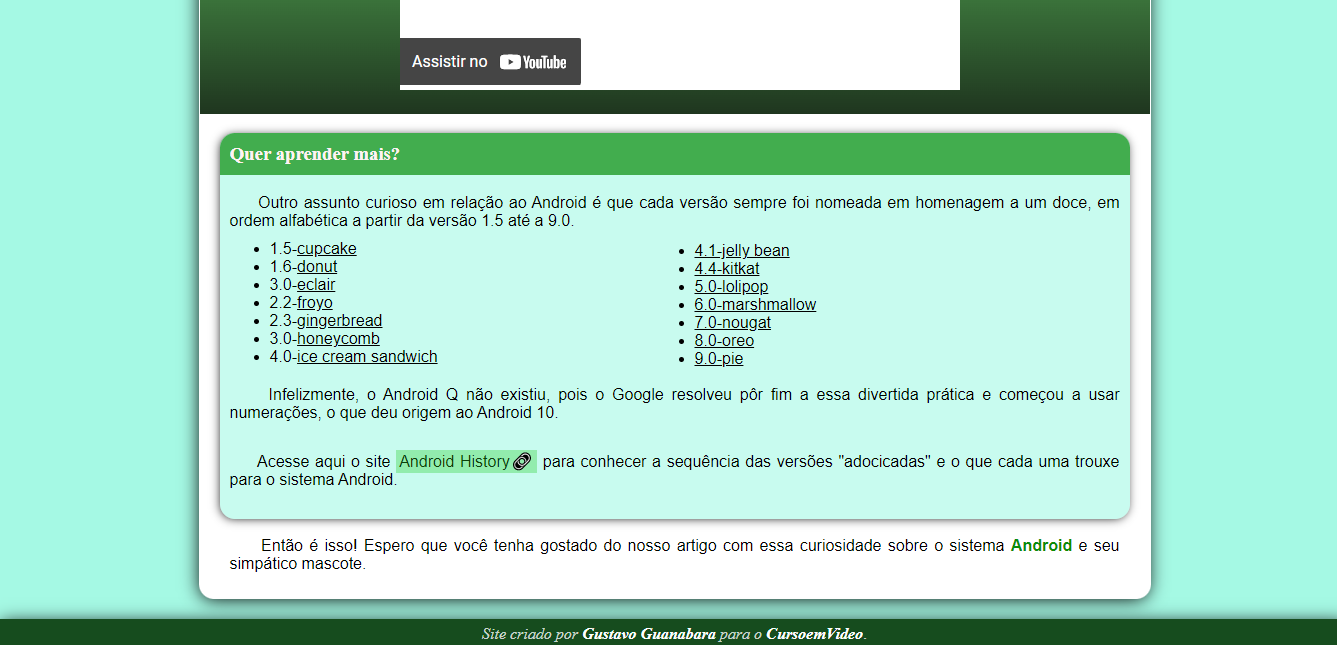 Assistir no YouTube
Quer aprender mais?
Outro assunto curioso em relação ao Android é que cada versão sempre foi nomeada em homenagem a um doce, em
ordem alfabética a partir da versão 1.5 até a 9.0.
1.5-cupcake
1.6-donut
3.0-eclair
2.2-froyo
2.3-gingerbread
3.0-honeycomb
4.0-ice cream sandwich
4.1-jelly bean
4.4-kitkat
5.0-lolipop
6.0-marshmallow
7.0-nougat
8.0-oreo
9.0-pie
Infelizmente, o Android Q não existiu, pois o Google resolveu pôr fim a essa divertida prática e começou a usar
numerações, o que deu origem ao Android 10.
Acesse aqui o site Android History para conhecer a sequência das versões "adocicadas" e o que cada uma trouxe
para o sistema Android.
Então é isso! Espero que você tenha gostado do nosso artigo com essa curiosidade sobre o sistema Android e seu
simpático mascote.
Site criado por Gustavo Guanabara para o CursoemVideo.